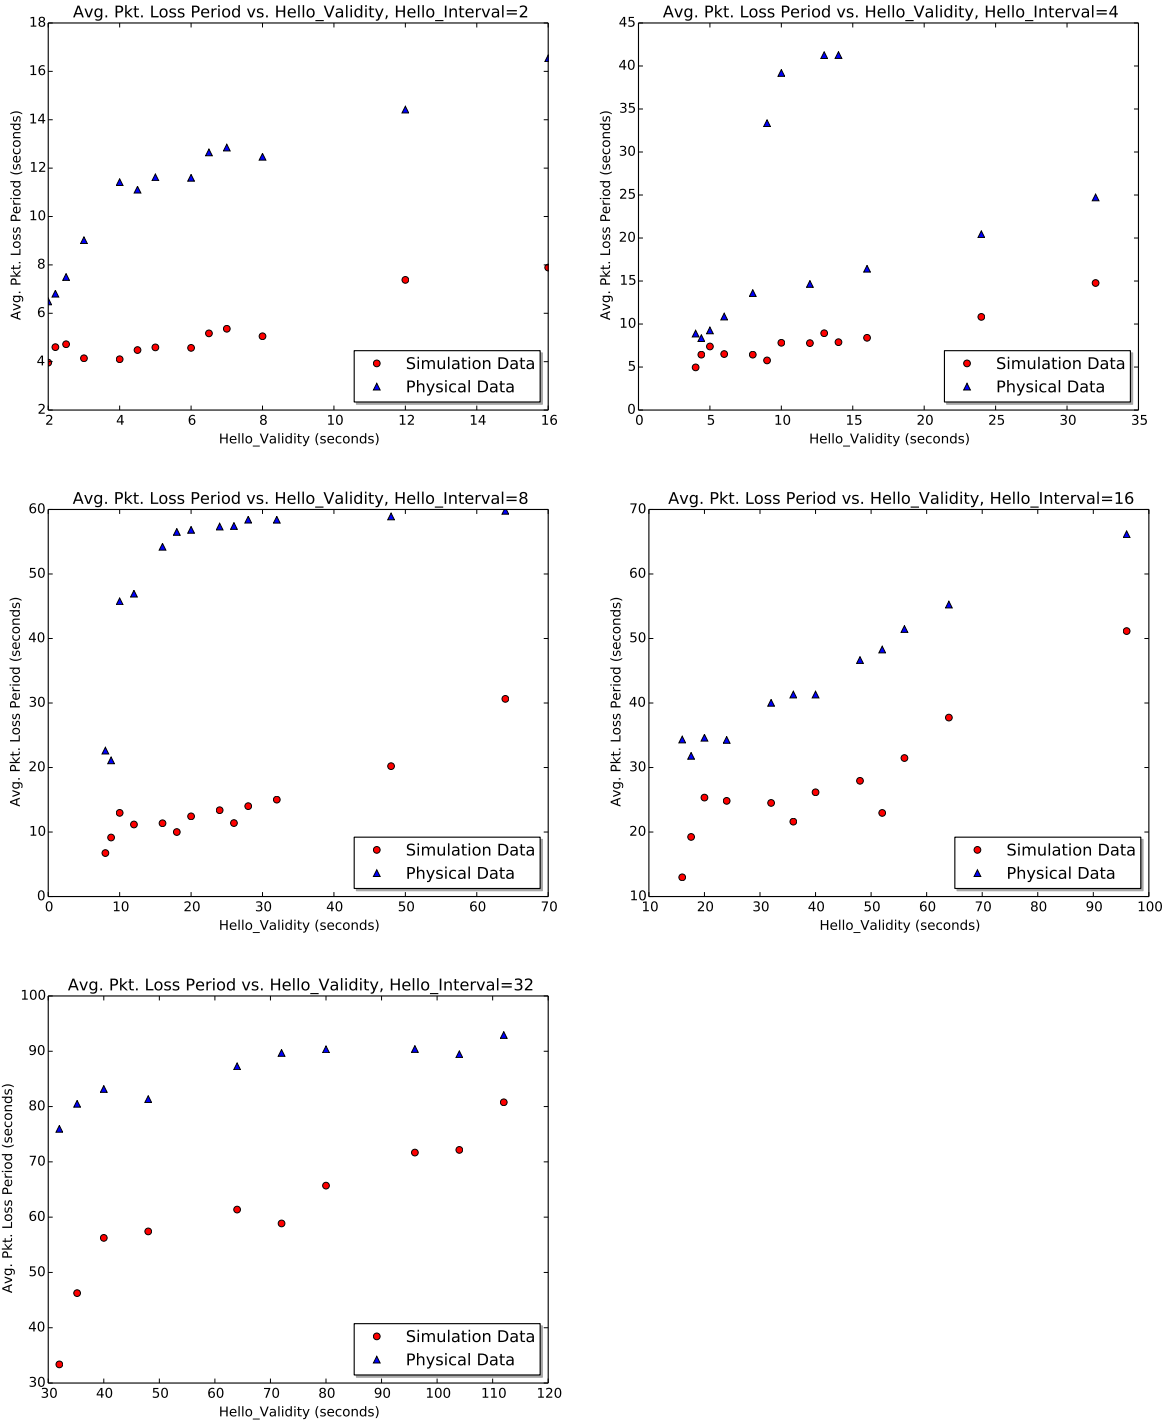 Avg. Pkt. Loss Period vs. Hello_Validity, Hello_Interval=2
18
16
14
12
10
8
6
4
2
Avg. Pkt. Loss Period (seconds)
Simulation Data
Physical Data
2 4 6 8 10 12 14 16
Hello_Validity (seconds)
Avg. Pkt. Loss Period vs. Hello_Validity, Hello_Interval=4
45
40
35
30
25
20
15
10
5
0
Avg. Pkt. Loss Period (seconds)
Simulation Data
Physical Data
0 5 10 15 20 25 30 35
Hello_Validity (seconds)
Avg. Pkt. Loss Period vs. Hello_Validity, Hello_Interval=8
60
50
40
30
20
10
0
Avg. Pkt. Loss Period (seconds)
Simulation Data
Physical Data
0 10 20 30 40 50 60 70
Hello_Validity (seconds)
Avg. Pkt. Loss Period vs. Hello_Validity, Hello_Interval=16
70
60
50
40
30
20
10
Avg. Pkt. Loss Period (seconds)
Simulation Data
Physical Data
10 20 30 40 50 60 70 80 90 100
Hello_Validity (seconds)
Avg. Pkt. Loss Period vs. Hello_Validity, Hello_Interval=32
100
90
80
70
60
50
40
30
Avg. Pkt. Loss Period (seconds)
Simulation Data
Physical Data
30 40 50 60 70 80 90 100 110 120
Hello_Validity (seconds)